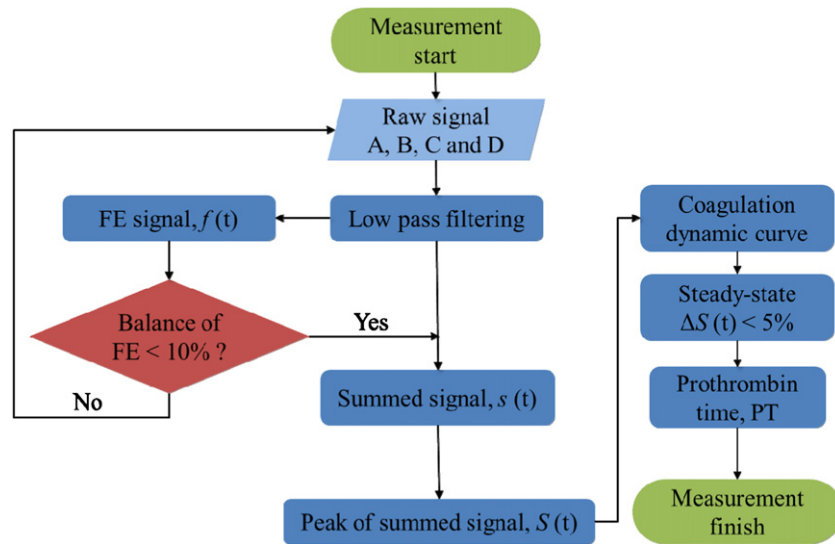 Measurement
start
Raw signal
A, B, C and D
Low pass filtering
FE signal, f (t)
Balance of
FE < 10% ?
Yes
No
Summed signal, s (t)
Peak of summed signal, S (t)
Coagulation
dynamic curve
Steady-state
ΔS (t) < 5%
Prothrombin
time, PT
Measurement
finish